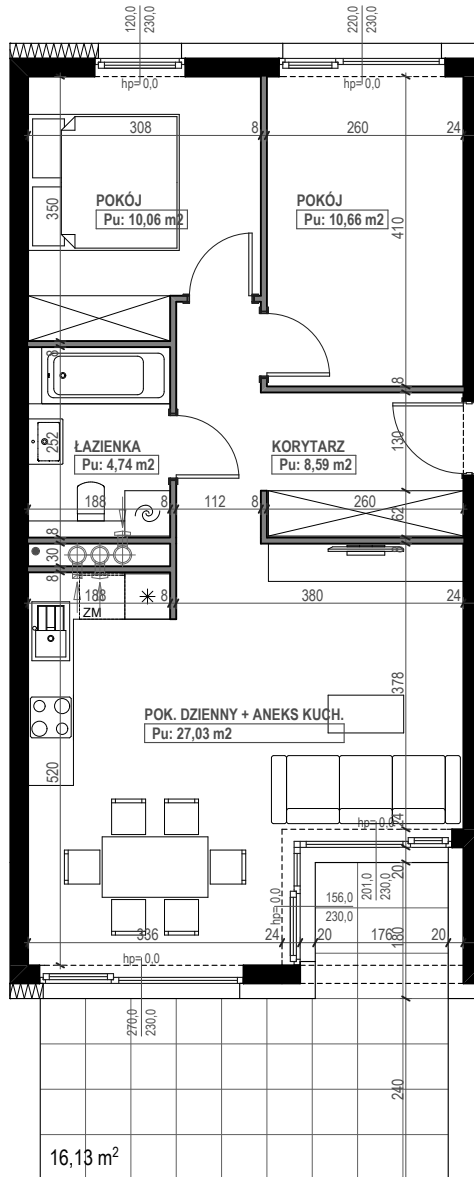 120,0
230,0
220,0
230,0
hp=0,0
hp=0,0
308
8
260
24
350
POKÓJ
Pu: 10,06 m2
POKÓJ
Pu: 10,66 m2
410
8
8
252
ŁAZIENKA
Pu: 4,74 m2
KORYTARZ
Pu: 8,59 m2
130
188
8
112
8
260
62
8
30
8
188
8
380
24
ZM
378
POK. DZIENNY + ANEKS KUCH.
Pu: 27,03 m2
520
hp=0,0
24
20
hp=0,0
156,0
230,0
201,0
230,0
336
24
20
176
20
180
hp=0,0
270,0
230,0
240
16,13 m²